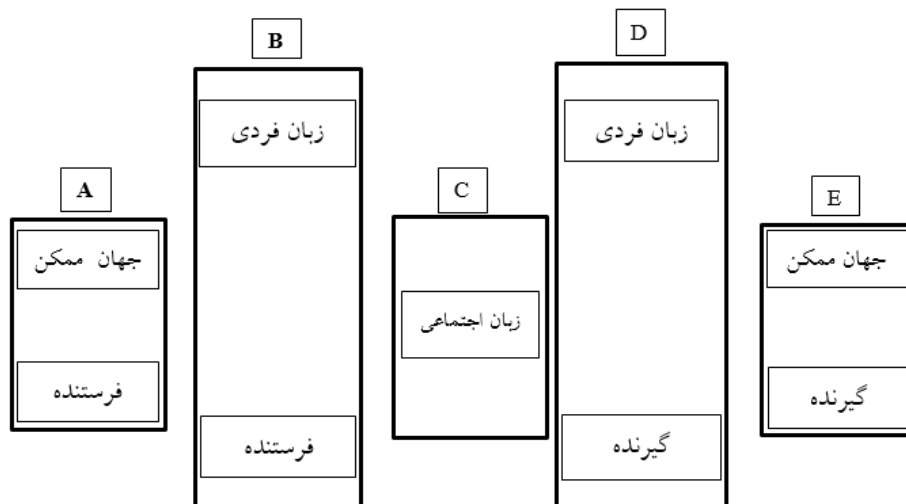 B
D
زبان فردی
زبان فردی
A
C
E
جهان ممکن
جهان ممکن
زبان اجتماعی
فرستنده
گیرنده
فرستنده
گیرنده